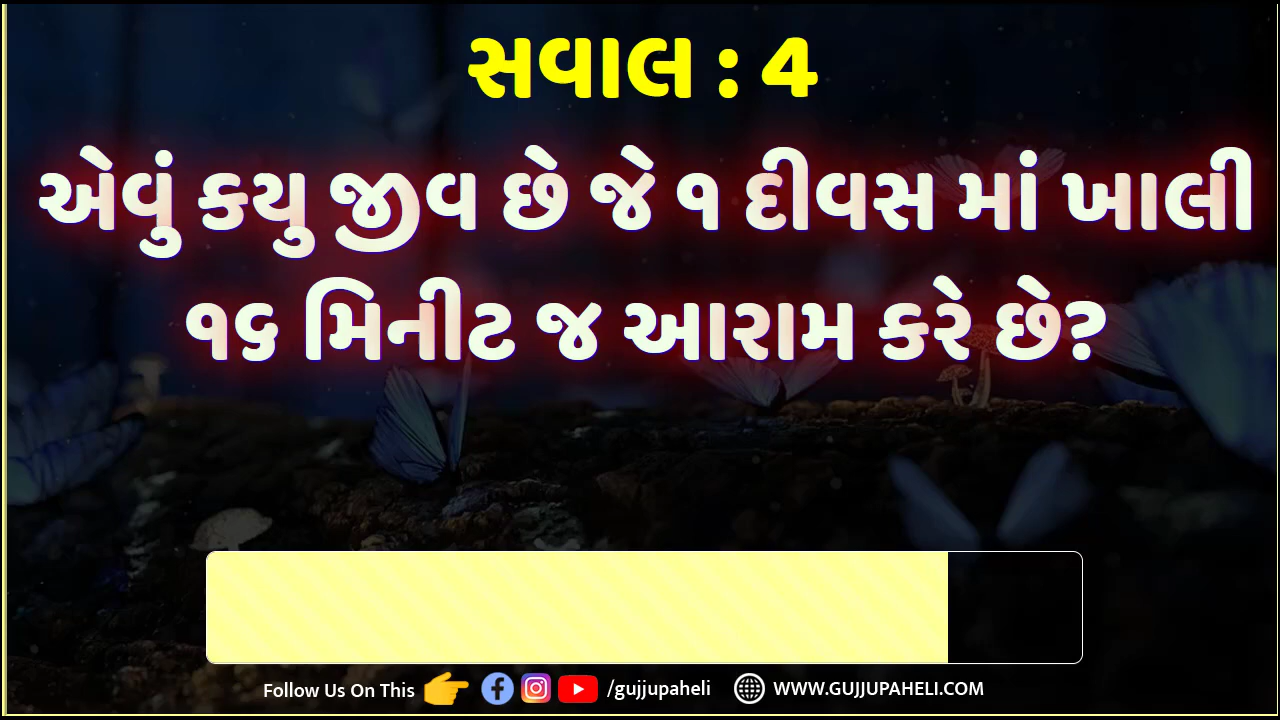 સવાલ : 4
એવું કયુ જીવ છે જે ૧ દીવસ માં ખાલી
૧૬ મિનીટ જ આરામ કરે છે?
Follow Us On This /gujjupaheli WWW.GUJJUPAHELI.COM